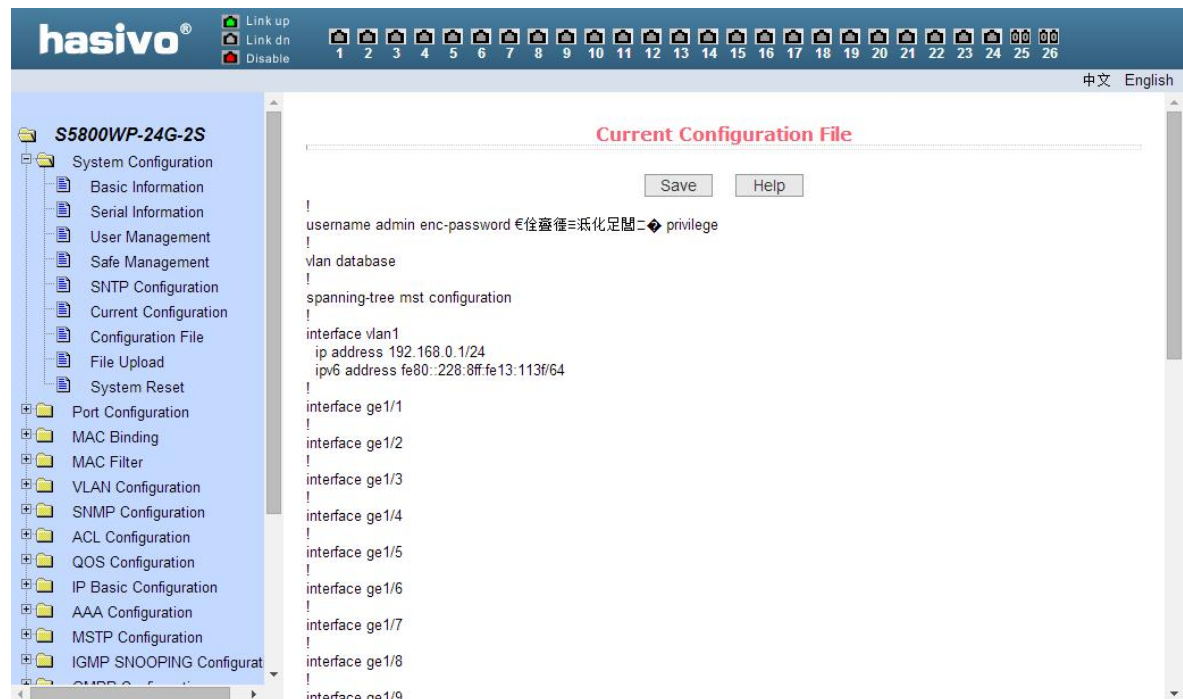 hasivo®
Link up
Link dn
Disable
1 2 3 4 5 6 7 8 9 10 11 12 13 14 15 16 17 18 19 20 21 22 23 24 25 26
中文 English
S5800WP-24G-2S
System Configuration
Basic Information
Serial Information
User Management
Safe Management
SNTP Configuration
Current Configuration
Configuration File
File Upload
System Reset
Port Configuration
MAC Binding
MAC Filter
VLAN Configuration
SNMP Configuration
ACL Configuration
QOS Configuration
IP Basic Configuration
AAA Configuration
MSTP Configuration
IGMP SNOOPING Configurat
Current Configuration File
Save Help
!
username admin enc-password privilege
!
vlan database
!
spanning-tree mst configuration
!
interface vlan1
ip address 192.168.0.1/24
ipv6 address fe80::228:8ff:fe13:113f/64
!
interface ge1/1
!
interface ge1/2
!
interface ge1/3
!
interface ge1/4
!
interface ge1/5
!
interface ge1/6
!
interface ge1/7
!
interface ge1/8
!
interface ge1/9